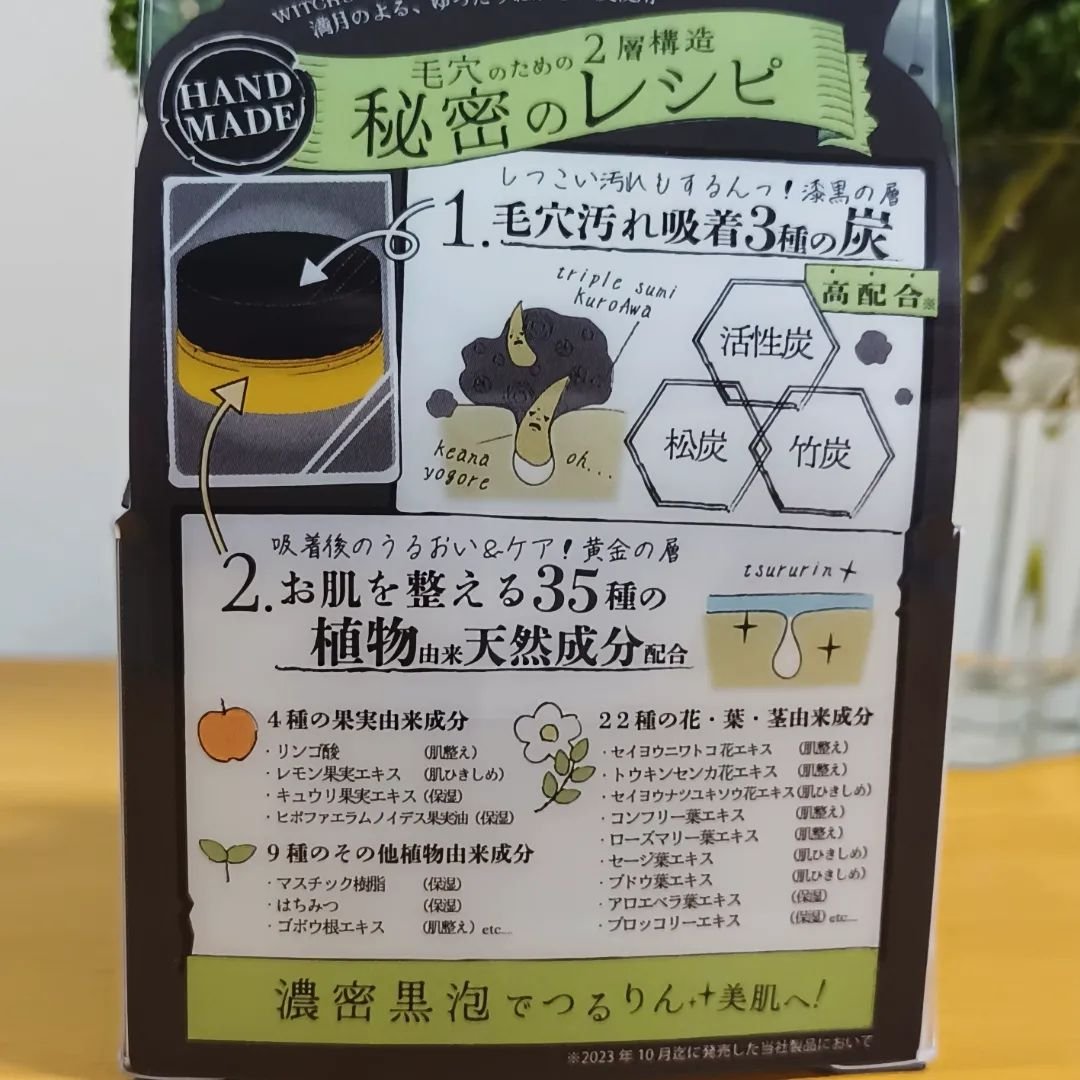 WITCH'S
満月のよる、ゆったり
HAND
MADE
毛穴のための2層構造
秘密のレシピ
しつこい汚れもするんっ!漆黒の層
1.毛穴汚れ吸着3種の炭
高配合※
triple sumi
KuroAwa
活性炭
松炭
竹炭
keana
yogore
oh...
吸着後のうるおい&ケア!黄金の層
2.お肌を整える35種の
植物由来天然成分配合
tsururin
4種の果実由来成分
・リンゴ酸 (肌整え)
・レモン果実エキス (肌ひきしめ)
・キュウリ果実エキス (保湿)
・ヒポファエラムノイデス果実油 (保湿)
9種のその他植物由来成分
・マスチック樹脂 (保湿)
・はちみつ (保湿)
・ゴボウ根エキス (肌整え) etc...
22種の花・葉・茎由来成分
・セイヨウニワトコ花エキス (肌整え)
・トウキンセンカ花エキス (肌整え)
・セイヨウナツユキソウ花エキス (肌ひきしめ)
・コンフリー葉エキス (肌整え)
・ローズマリー葉エキス (肌整え)
・セージ葉エキス (肌ひきしめ)
・ブドウ葉エキス (肌ひきしめ)
・アロエベラ葉エキス (保湿)
・ブロッコリーエキス (保湿) etc...
濃密黒泡でつるりん美肌へ!
※2023年10月迄に発売した当社製品において